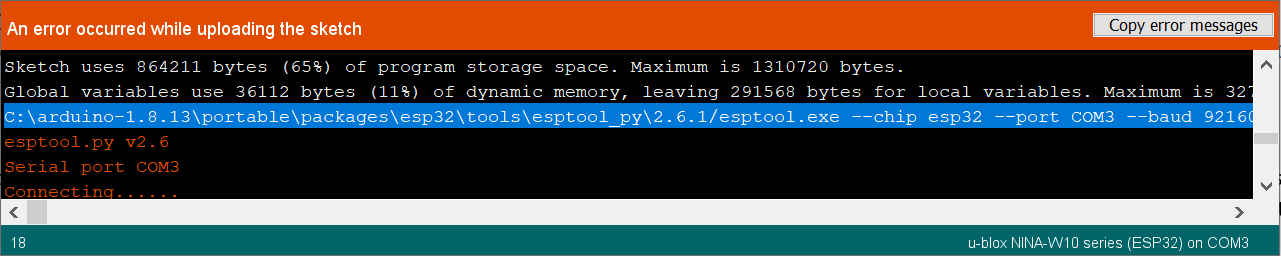 An error occurred while uploading the sketch
Copy error messages
Sketch uses 864211 bytes (65%) of program storage space. Maximum is 1310720 bytes.
Global variables use 36112 bytes (11%) of dynamic memory, leaving 291568 bytes for local variables. Maximum is 327
C:\arduino-1.8.13\portable\packages\esp32\tools\esptool_py\2.6.1/esptool.exe --chip esp32 --port COM3 --baud 92160
esptool.py v2.6
Serial port COM3
Connecting......
18
u-blox NINA-W10 series (ESP32) on COM3